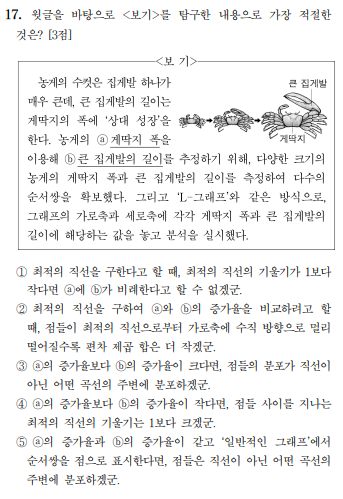 17. 윗글을 바탕으로 <보기>를 탐구한 내용으로 가장 적절한
것은? [3점]
<보 기>
농게의 수컷은 집게발 하나가
매우 큰데, 큰 집게발의 길이는
게딱지의 폭에 '상대 성장'을
한다. 농게의 ⓐ 게딱지 폭을
이용해 ⓑ 큰 집게발의 길이를 추정하기 위해, 다양한 크기의
농게의 게딱지 폭과 큰 집게발의 길이를 측정하여 다수의
순서쌍을 확보했다. 그리고 'L-그래프'와 같은 방식으로,
그래프의 가로축과 세로축에 각각 게딱지 폭과 큰 집게발의
길이에 해당하는 값을 놓고 분석을 실시했다.
큰 집게발
게딱지
① 최적의 직선을 구한다고 할 때, 최적의 직선의 기울기가 1보다
작다면 ⓐ에 ⓑ가 비례한다고 할 수 없겠군.
② 최적의 직선을 구하여 ⓐ와 ⓑ의 증가율을 비교하려고 할
때, 점들이 최적의 직선으로부터 가로축에 수직 방향으로 멀리
떨어질수록 편차 제곱 합은 더 작겠군.
③ ⓐ의 증가율보다 ⓑ의 증가율이 크다면, 점들의 분포가 직선이
아닌 어떤 곡선의 주변에 분포하겠군.
④ ⓐ의 증가율보다 ⓑ의 증가율이 작다면, 점들 사이를 지나는
최적의 직선의 기울기는 1보다 크겠군.
⑤ ⓐ의 증가율과 ⓑ의 증가율이 같고 '일반적인 그래프'에서
순서쌍을 점으로 표시한다면, 점들은 직선이 아닌 어떤 곡선의
주변에 분포하겠군.